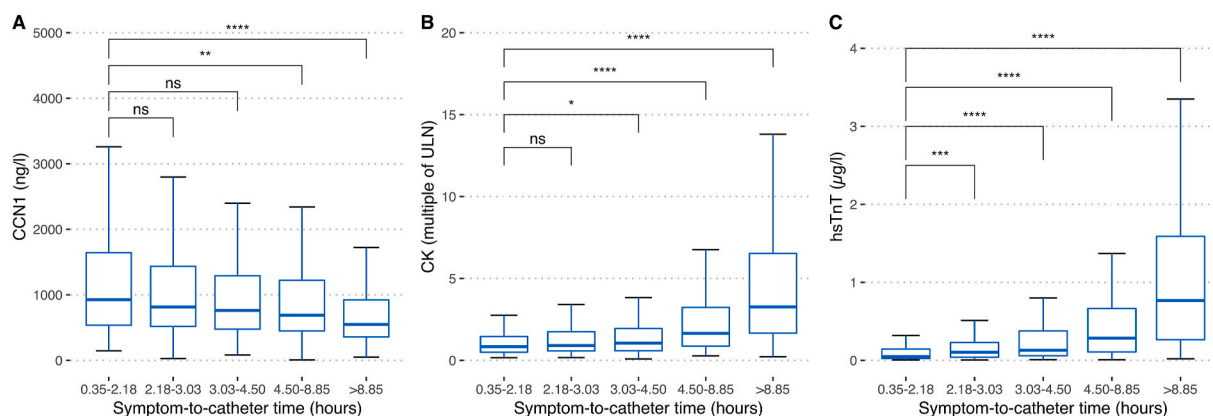 A
CCN1 (ng/l)
5000
4000
3000
2000
1000
0
****
**
ns
ns
0.35-2.18 2.18-3.03 3.03-4.50 4.50-8.85 >8.85
Symptom-to-catheter time (hours)
B
CK (multiple of ULN)
20
15
10
5
0
****
****
*
ns
0.35-2.18 2.18-3.03 3.03-4.50 4.50-8.85 >8.85
Symptom-to-catheter time (hours)
C
hsTnT (µg/l)
4
3
2
1
0
****
****
****
***
0.35-2.18 2.18-3.03 3.03-4.50 4.50-8.85 >8.85
Symptom-to-catheter time (hours)